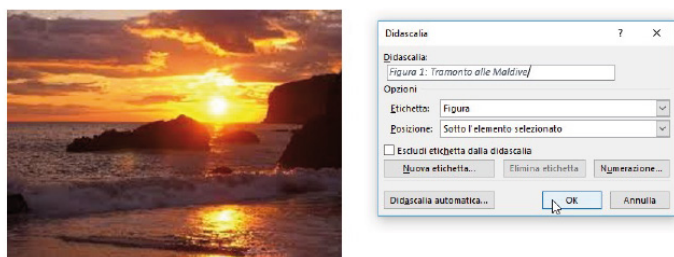 Didascalia ? ×
Didascalia:
Figura 1: Tramonto alle Maldive
Opzioni
Etichetta: Figura
Posizione: Sotto l'elemento selezionato
Escludi etichetta dalla didascalia
Nuova etichetta... Elimina etichetta Numerazione...
Didascalia automatica... OK Annulla